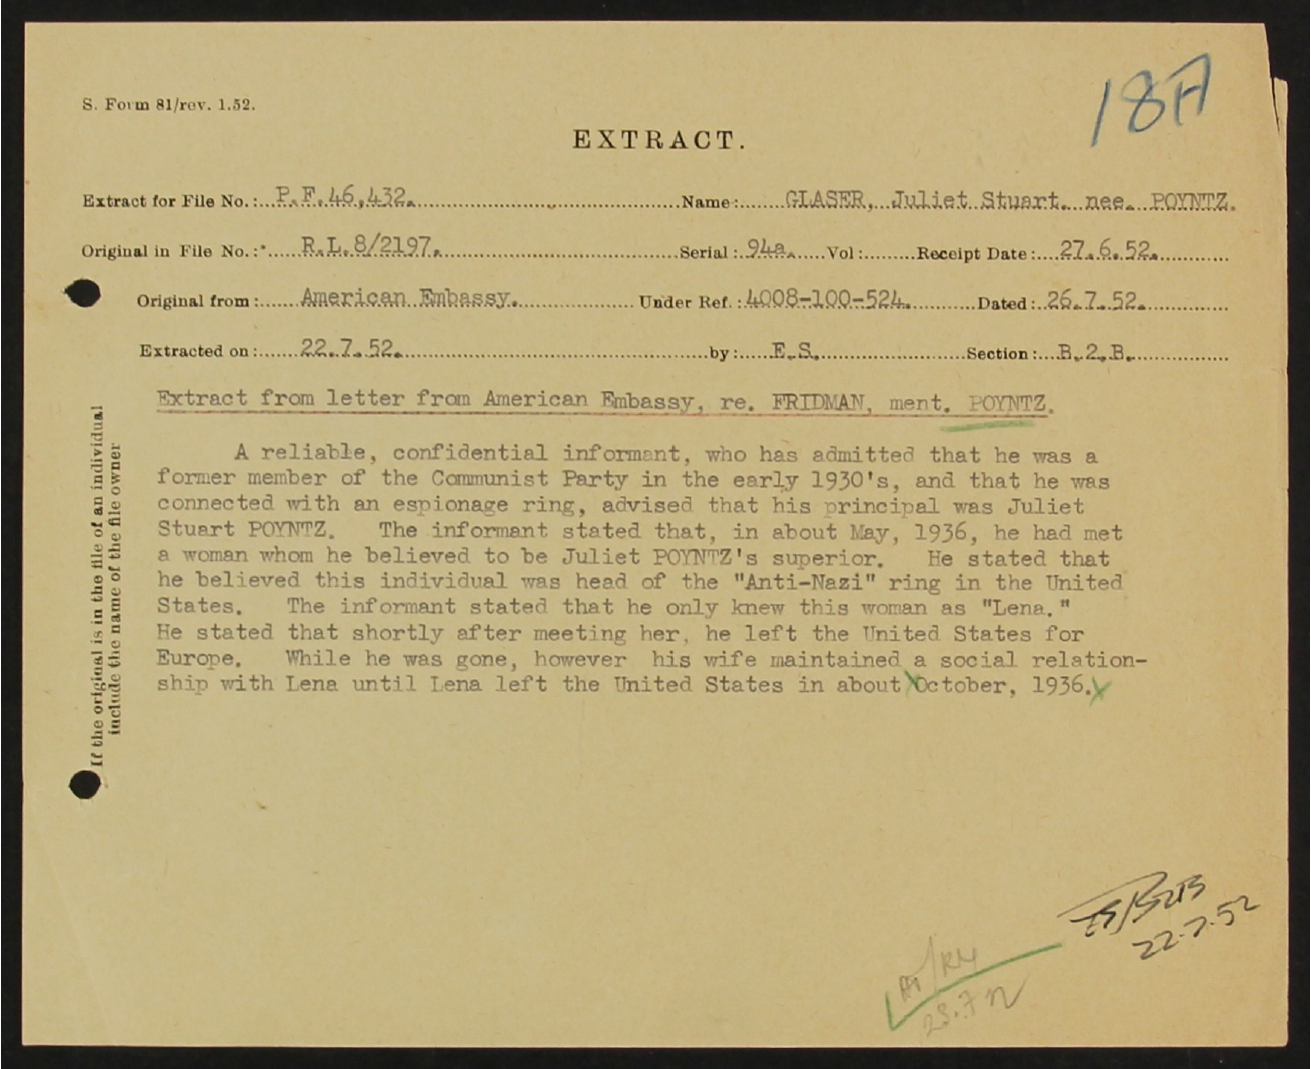 18A
S. Form 81/rev. 1.52.
EXTRACT.
Extract for File No.: P.F.46,432. Name: GLASER, Juliet Stuart. nee. POYNTZ.
Original in File No.: R.L.8/2197. Serial: 94a. Vol: Receipt Date: 27.6.52.
Original from: American Embassy. Under Ref.: 4008-100-524. Dated: 26.7.52.
Extracted on: 22.7.52. by: E.S. Section: B.2.B.
If the original is in the file of an individual
include the name of the file owner
Extract from letter from American Embassy, re. FRIDMAN, ment. POYNTZ.
A reliable, confidential informant, who has admitted that he was a
former member of the Communist Party in the early 1930's, and that he was
connected with an espionage ring, advised that his principal was Juliet
Stuart POYNTZ. The informant stated that, in about May, 1936, he had met
a woman whom he believed to be Juliet POYNTZ's superior. He stated that
he believed this individual was head of the "Anti-Nazi" ring in the United
States. The informant stated that he only knew this woman as "Lena."
He stated that shortly after meeting her, he left the United States for
Europe. While he was gone, however his wife maintained a social relation-
ship with Lena until Lena left the United States in about October, 1936.
ES/B2B
22.7.52